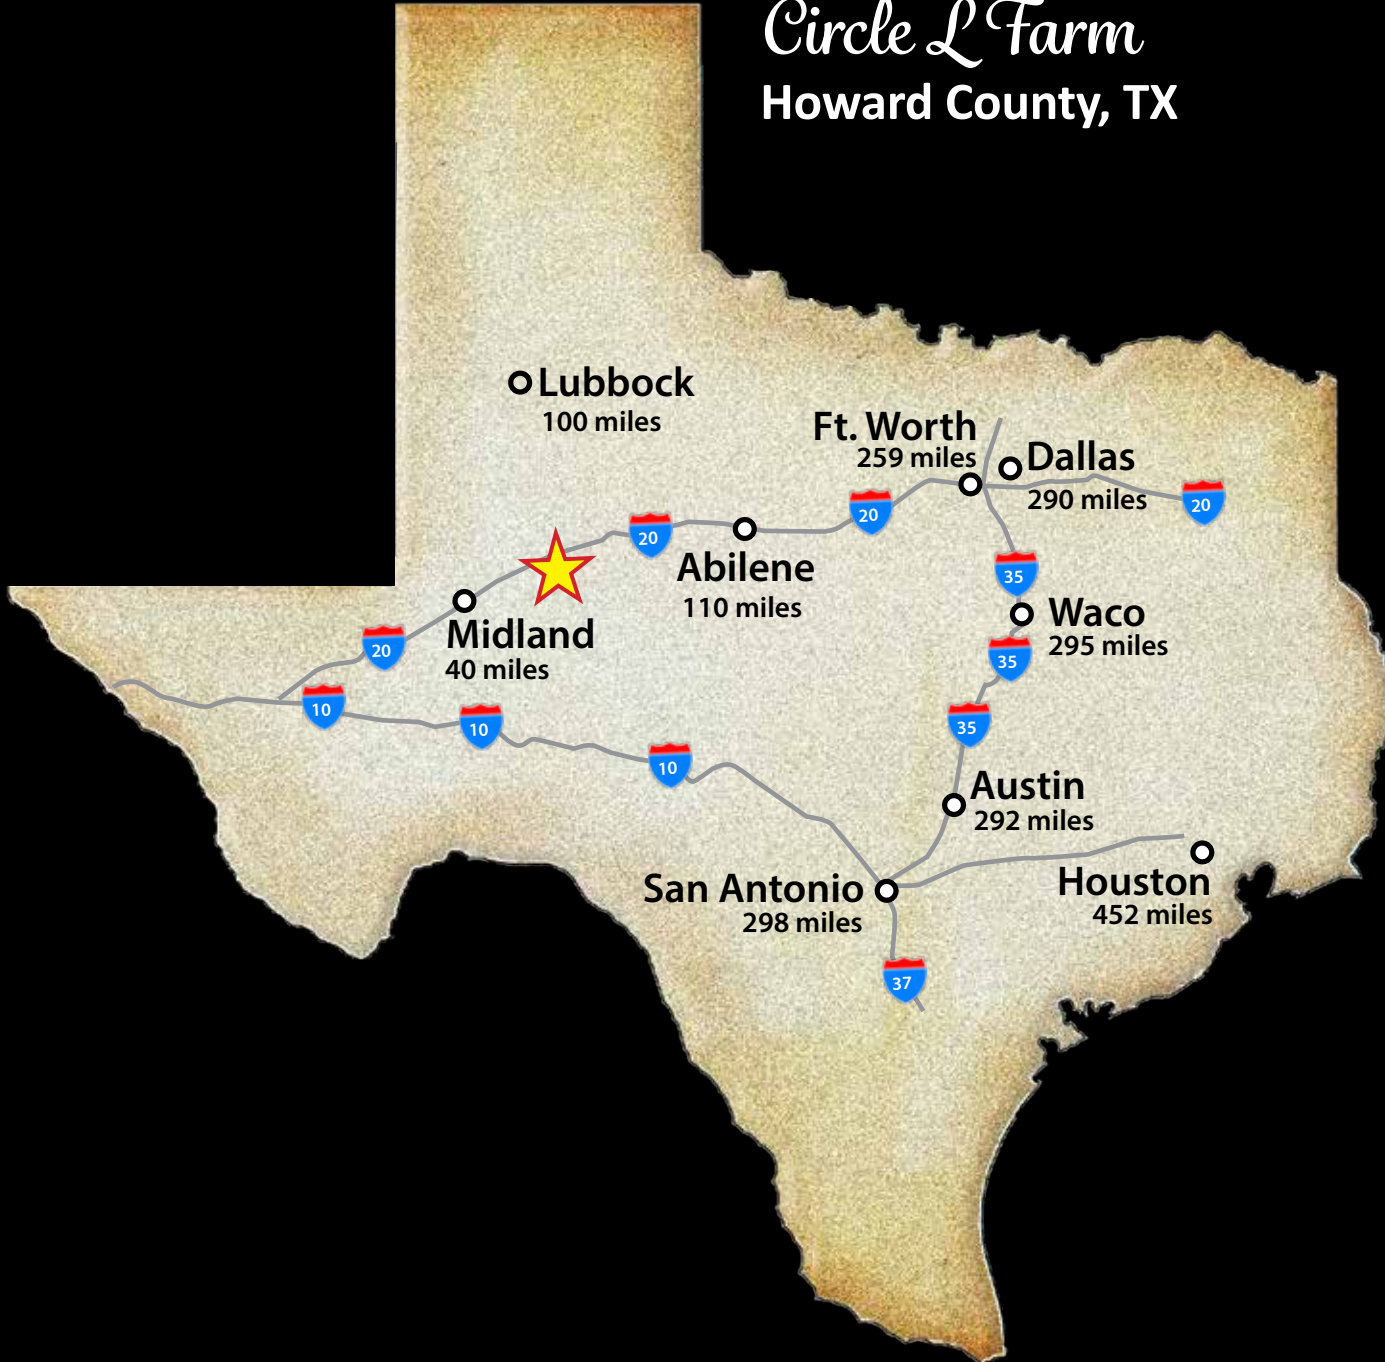 Circle L Farm
Howard County, TX
Lubbock
100 miles
Ft. Worth
259 miles
Dallas
290 miles
20
20
20
Abilene
110 miles
35
Waco
295 miles
Midland
40 miles
20
35
10
10
35
10
Austin
292 miles
San Antonio
298 miles
Houston
452 miles
37